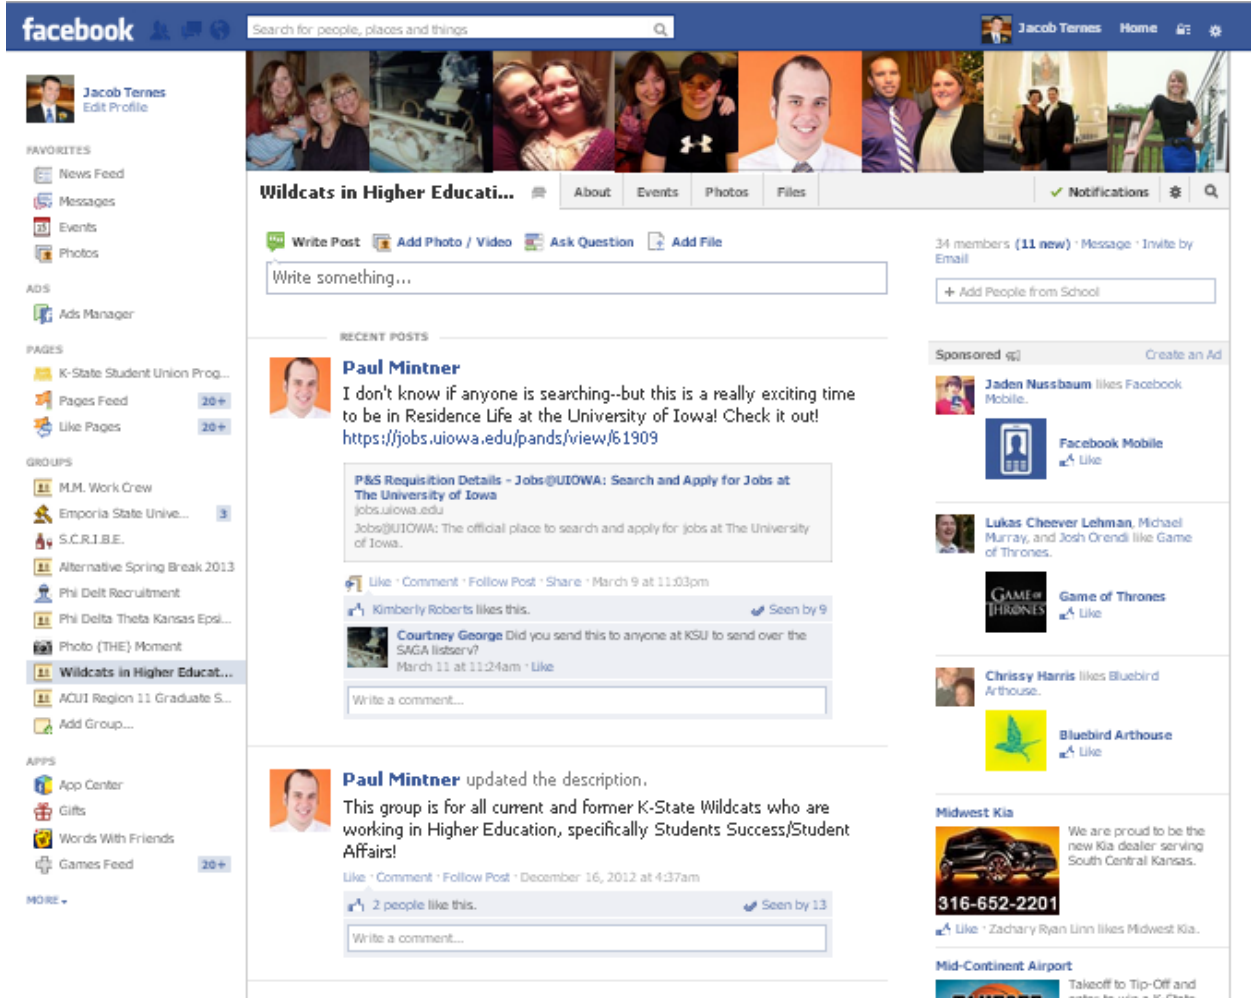 facebook
Search for people, places and things
Jacob Ternes Home
Jacob Ternes
Edit Profile
FAVORITES
News Feed
Messages
Events
Photos
ADS
Ads Manager
PAGES
K-State Student Union Prog...
Pages Feed 20+
Like Pages 20+
GROUPS
M.M. Work Crew
Emporia State Unive... 3
S.C.R.I.B.E.
Alternative Spring Break 2013
Phi Delt Recruitment
Phi Delta Theta Kansas Epsi...
Photo {THE} Moment
Wildcats in Higher Educat...
ACUI Region 11 Graduate S...
Add Group...
APPS
App Center
Gifts
Words With Friends
Games Feed 20+
MORE
Wildcats in Higher Educati... About Events Photos Files Notifications
Write Post Add Photo / Video Ask Question Add File
Write something...
RECENT POSTS
Paul Mintner
I don't know if anyone is searching--but this is a really exciting time
to be in Residence Life at the University of Iowa! Check it out!
https://jobs.uiowa.edu/pands/view/61909
P&S Requisition Details - Jobs@UIOWA: Search and Apply for Jobs at
The University of Iowa
jobs.uiowa.edu
Jobs@UIOWA: The official place to search and apply for jobs at The University
of Iowa.
Like · Comment · Follow Post · Share · March 9 at 11:03pm
Kimberly Roberts likes this. Seen by 9
Courtney George Did you send this to anyone at KSU to send over the
SAGA listserv?
March 11 at 11:24am · Like
Write a comment...
Paul Mintner updated the description.
This group is for all current and former K-State Wildcats who are
working in Higher Education, specifically Students Success/Student
Affairs!
Like · Comment · Follow Post · December 16, 2012 at 4:37am
2 people like this. Seen by 13
Write a comment...
34 members (11 new) · Message · Invite by
Email
+ Add People from School
Sponsored Create an Ad
Jaden Nussbaum likes Facebook
Mobile.
Facebook Mobile
Like
Lukas Cheever Lehman, Michael
Murray, and Josh Orendi like Game
of Thrones.
GAME OF
THRONES
Game of Thrones
Like
Chrissy Harris likes Bluebird
Arthouse.
Bluebird Arthouse
Like
Midwest Kia
We are proud to be the
new Kia dealer serving
South Central Kansas.
316-652-2201
Like · Zachary Ryan Linn likes Midwest Kia.
Mid-Continent Airport
Takeoff to Tip-Off and